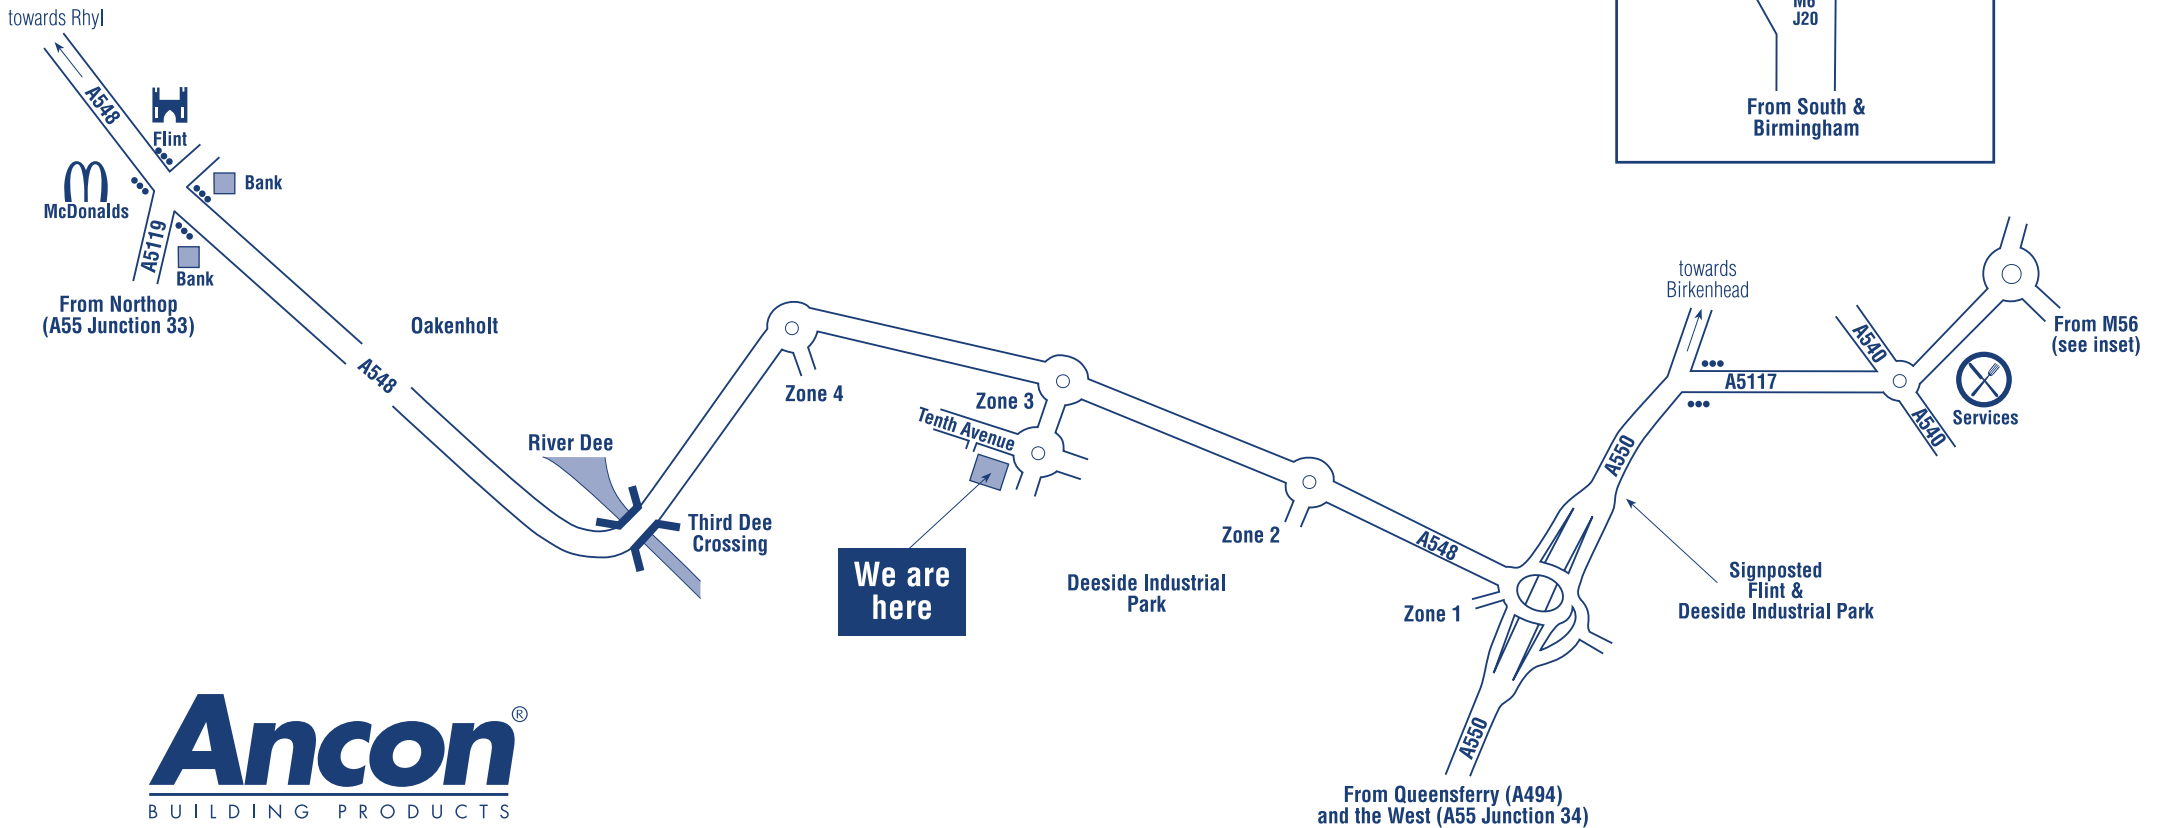 towards Rhyl
A548
Flint
McDonalds
Bank
A5119
Bank
From Northop
(A55 Junction 33)
Oakenholt
A548
River Dee
Third Dee
Crossing
Zone 4
Zone 3
Tenth Avenue
We are
here
Zone 2
Deeside Industrial
Park
A548
Zone 1
M6
J20
From South &
Birmingham
towards
Birkenhead
A5117
A540
A540
From M56
(see inset)
Services
A550
Signposted
Flint &
Deeside Industrial Park
A550
From Queensferry (A494)
and the West (A55 Junction 34)
Ancon®
BUILDING PRODUCTS